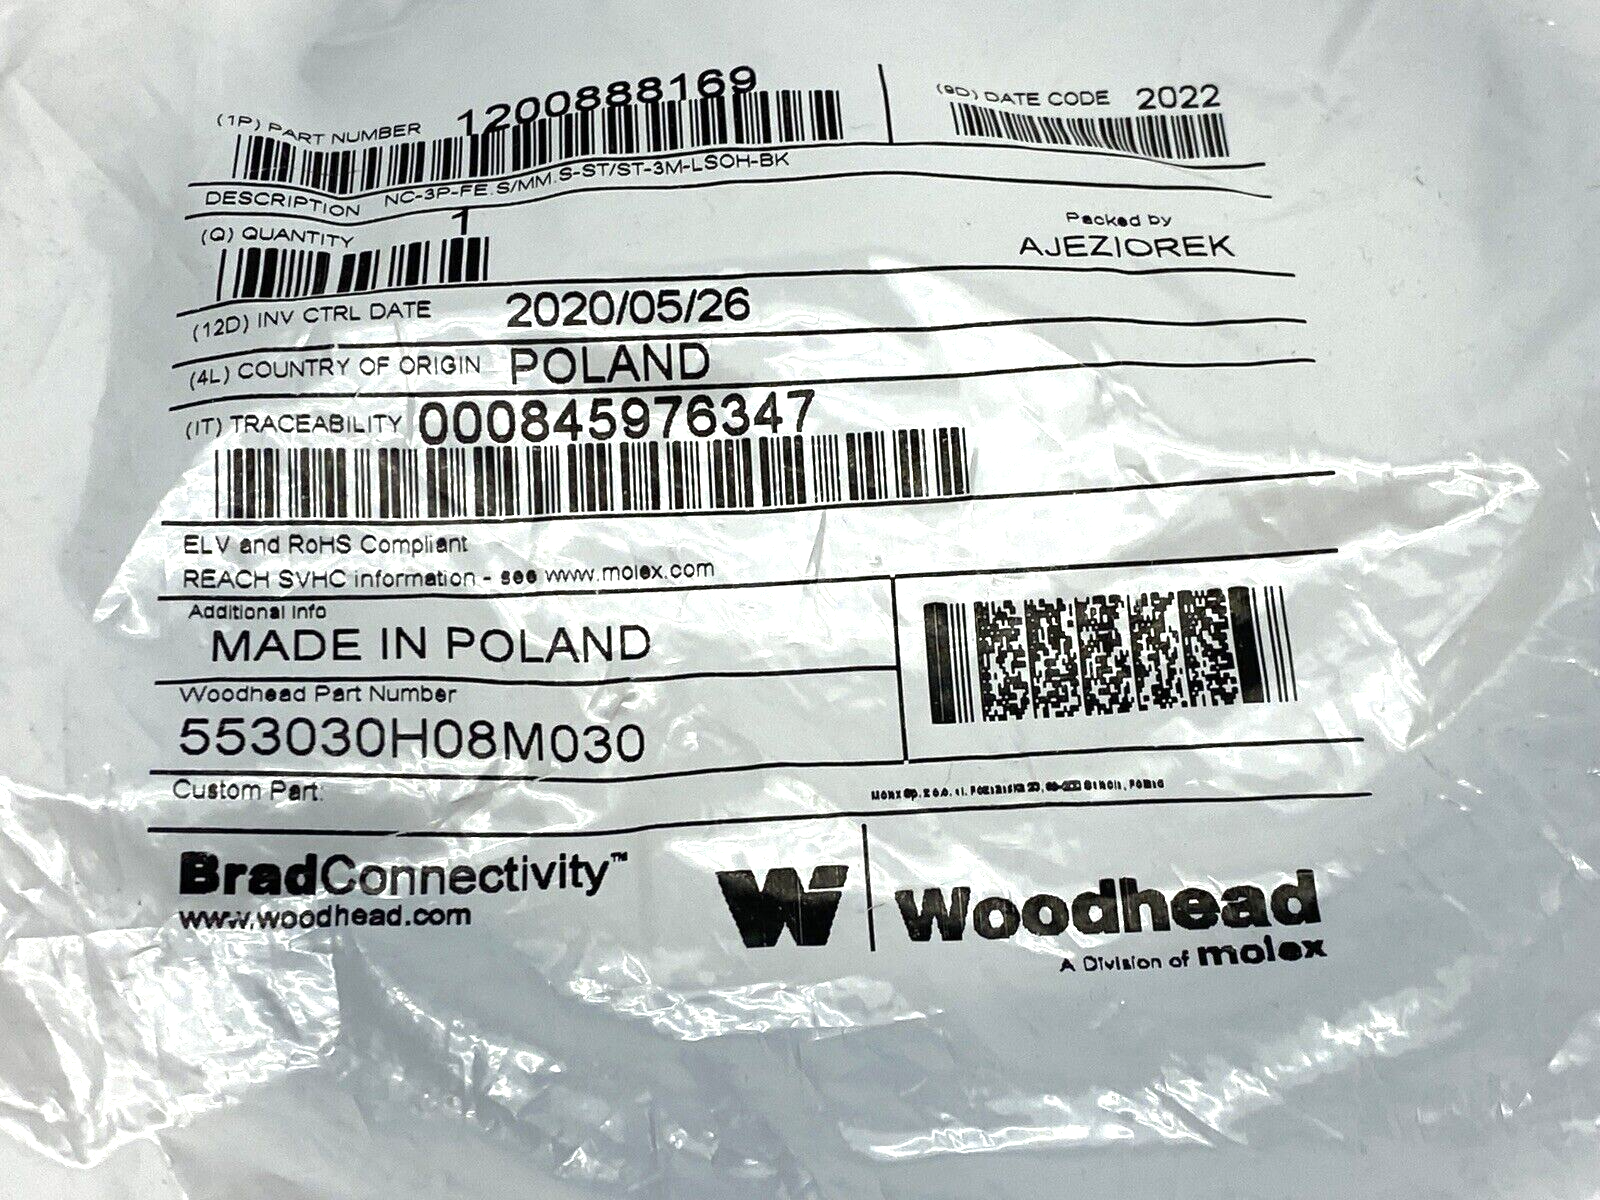 (1P) PART NUMBER 1200888169
(9D) DATE CODE 2022
DESCRIPTION NC-3P-FE.S/MM.S-ST/ST-3M-LSOH-BK
(Q) QUANTITY 1
Packed by
AJEZIOREK
(12D) INV CTRL DATE 2020/05/26
(4L) COUNTRY OF ORIGIN POLAND
(IT) TRACEABILITY 000845976347
ELV and RoHS Compliant
REACH SVHC information - see www.molex.com
Additional Info
MADE IN POLAND
Woodhead Part Number
553030H08M030
Custom Part:
BradConnectivity™
www.woodhead.com
W Woodhead
A Division of molex